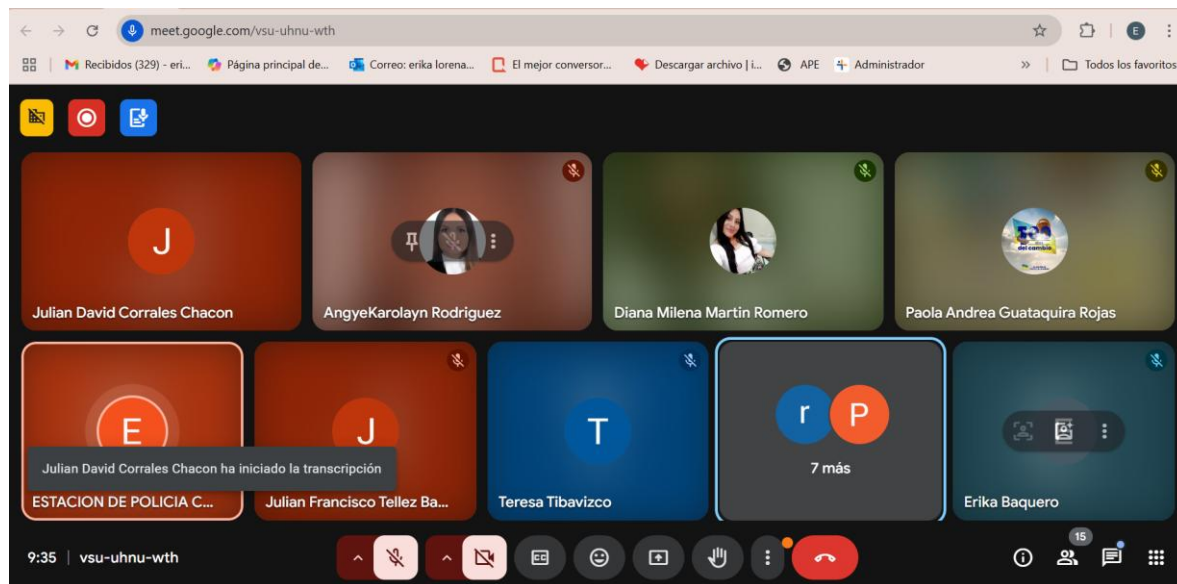 meet.google.com/vsu-uhnu-wth
E
Recibidos (329) - eri...
Página principal de...
Correo: erika lorena...
El mejor conversor...
Descargar archivo | i...
APE
Administrador
»
Todos los favoritos
J
Julian David Corrales Chacon
AngyeKarolayn Rodriguez
Diana Milena Martin Romero
del cambio
Paola Andrea Guataquira Rojas
E
Julian David Corrales Chacon ha iniciado la transcripción
ESTACION DE POLICIA C...
J
Julian Francisco Tellez Ba...
T
Teresa Tibavizco
r P
7 más
Erika Baquero
9:35 | vsu-uhnu-wth
CC
15